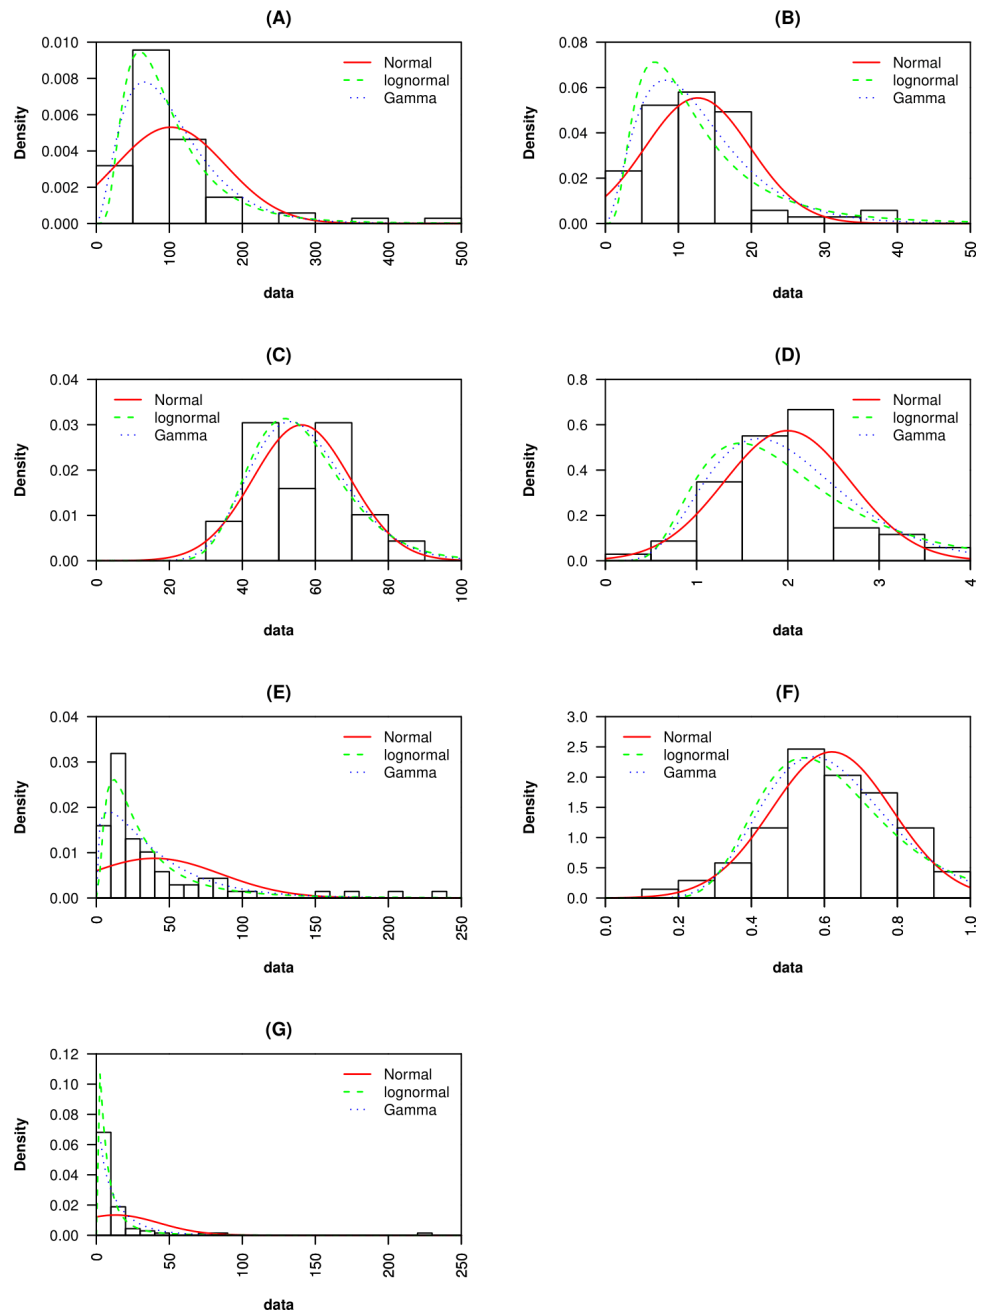 (A)
Density
0.010
0.008
0.006
0.004
0.002
0.000
Normal
lognormal
Gamma
0 100 200 300 400 500
data
(B)
Density
0.08
0.06
0.04
0.02
0.00
Normal
lognormal
Gamma
0 10 20 30 40 50
data
(C)
Density
0.04
0.03
0.02
0.01
0.00
Normal
lognormal
Gamma
0 20 40 60 80 100
data
(D)
Density
0.8
0.6
0.4
0.2
0.0
Normal
lognormal
Gamma
0 1 2 3 4
data
(E)
Density
0.04
0.03
0.02
0.01
0.00
Normal
lognormal
Gamma
0 50 100 150 200 250
data
(F)
Density
3.0
2.5
2.0
1.5
1.0
0.5
0.0
Normal
lognormal
Gamma
0.0 0.2 0.4 0.6 0.8 1.0
data
(G)
Density
0.12
0.10
0.08
0.06
0.04
0.02
0.00
Normal
lognormal
Gamma
0 50 100 150 200 250
data